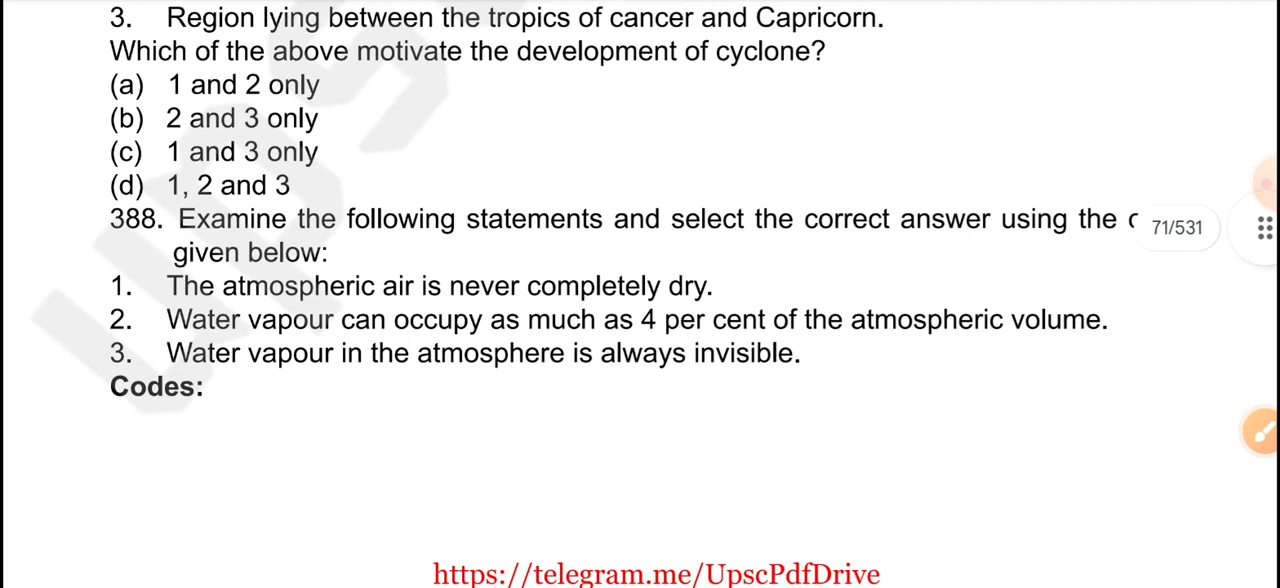 3. Region lying between the tropics of cancer and Capricorn.
Which of the above motivate the development of cyclone?
(a) 1 and 2 only
(b) 2 and 3 only
(c) 1 and 3 only
(d) 1, 2 and 3
388. Examine the following statements and select the correct answer using the
71/531
given below:
1. The atmospheric air is never completely dry.
2. Water vapour can occupy as much as 4 per cent of the atmospheric volume.
3. Water vapour in the atmosphere is always invisible.
Codes:
https://telegram.me/UpscPdfDrive